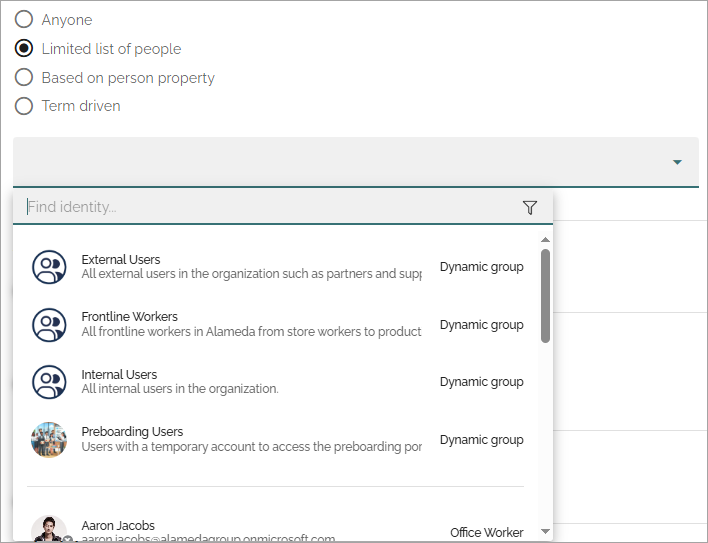 Anyone
Limited list of people
Based on person property
Term driven
Find identity...
External Users
All external users in the organization such as partners and supp
Dynamic group
Frontline Workers
All frontline workers in Alameda from store workers to product
Dynamic group
Internal Users
All internal users in the organization.
Dynamic group
Preboarding Users
Users with a temporary account to access the preboarding por
Dynamic group
Aaron Jacobs
aaron.jacobs@alamedagroup.onmicrosoft.com
Office Worker